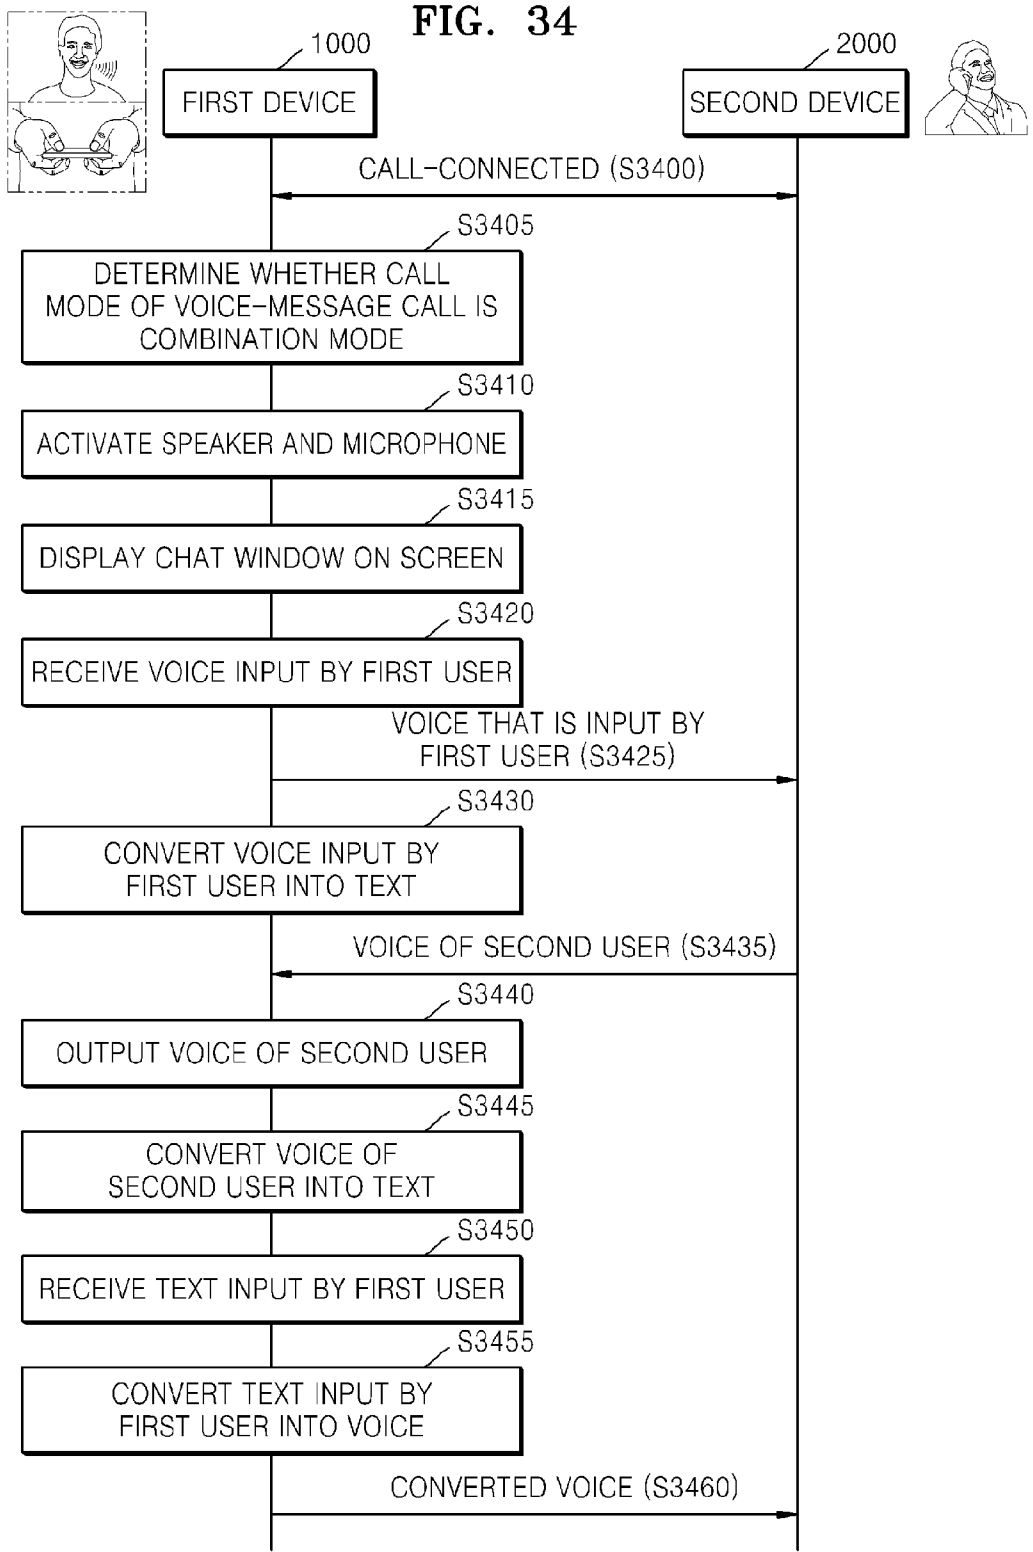 FIG. 34
1000
2000
FIRST DEVICE
SECOND DEVICE
CALL-CONNECTED (S3400)
S3405
DETERMINE WHETHER CALL
MODE OF VOICE-MESSAGE CALL IS
COMBINATION MODE
S3410
ACTIVATE SPEAKER AND MICROPHONE
S3415
DISPLAY CHAT WINDOW ON SCREEN
S3420
RECEIVE VOICE INPUT BY FIRST USER
VOICE THAT IS INPUT BY
FIRST USER (S3425)
S3430
CONVERT VOICE INPUT BY
FIRST USER INTO TEXT
VOICE OF SECOND USER (S3435)
S3440
OUTPUT VOICE OF SECOND USER
S3445
CONVERT VOICE OF
SECOND USER INTO TEXT
S3450
RECEIVE TEXT INPUT BY FIRST USER
S3455
CONVERT TEXT INPUT BY
FIRST USER INTO VOICE
CONVERTED VOICE (S3460)